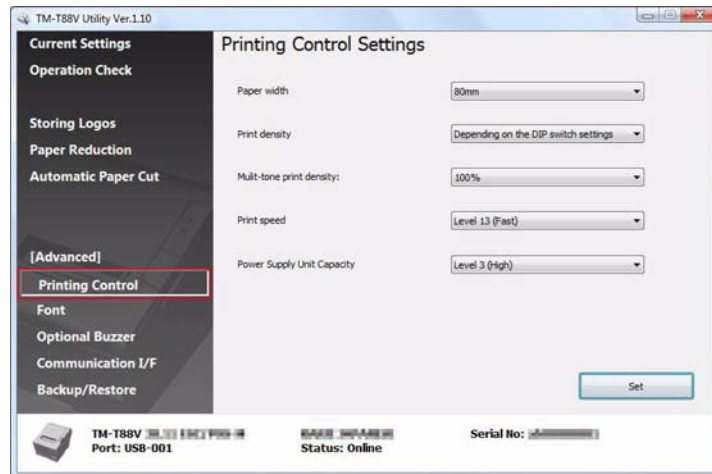 TM-T88V Utility Ver.1.10
Current Settings
Operation Check
Storing Logos
Paper Reduction
Automatic Paper Cut
[Advanced]
Printing Control
Font
Optional Buzzer
Communication I/F
Backup/Restore
Printing Control Settings
Paper width
80mm
Print density
Depending on the DIP switch settings
Mulit-tone print density:
100%
Print speed
Level 13 (Fast)
Power Supply Unit Capacity
Level 3 (High)
Set
TM-T88V
Port: USB-001
Status: Online
Serial No: